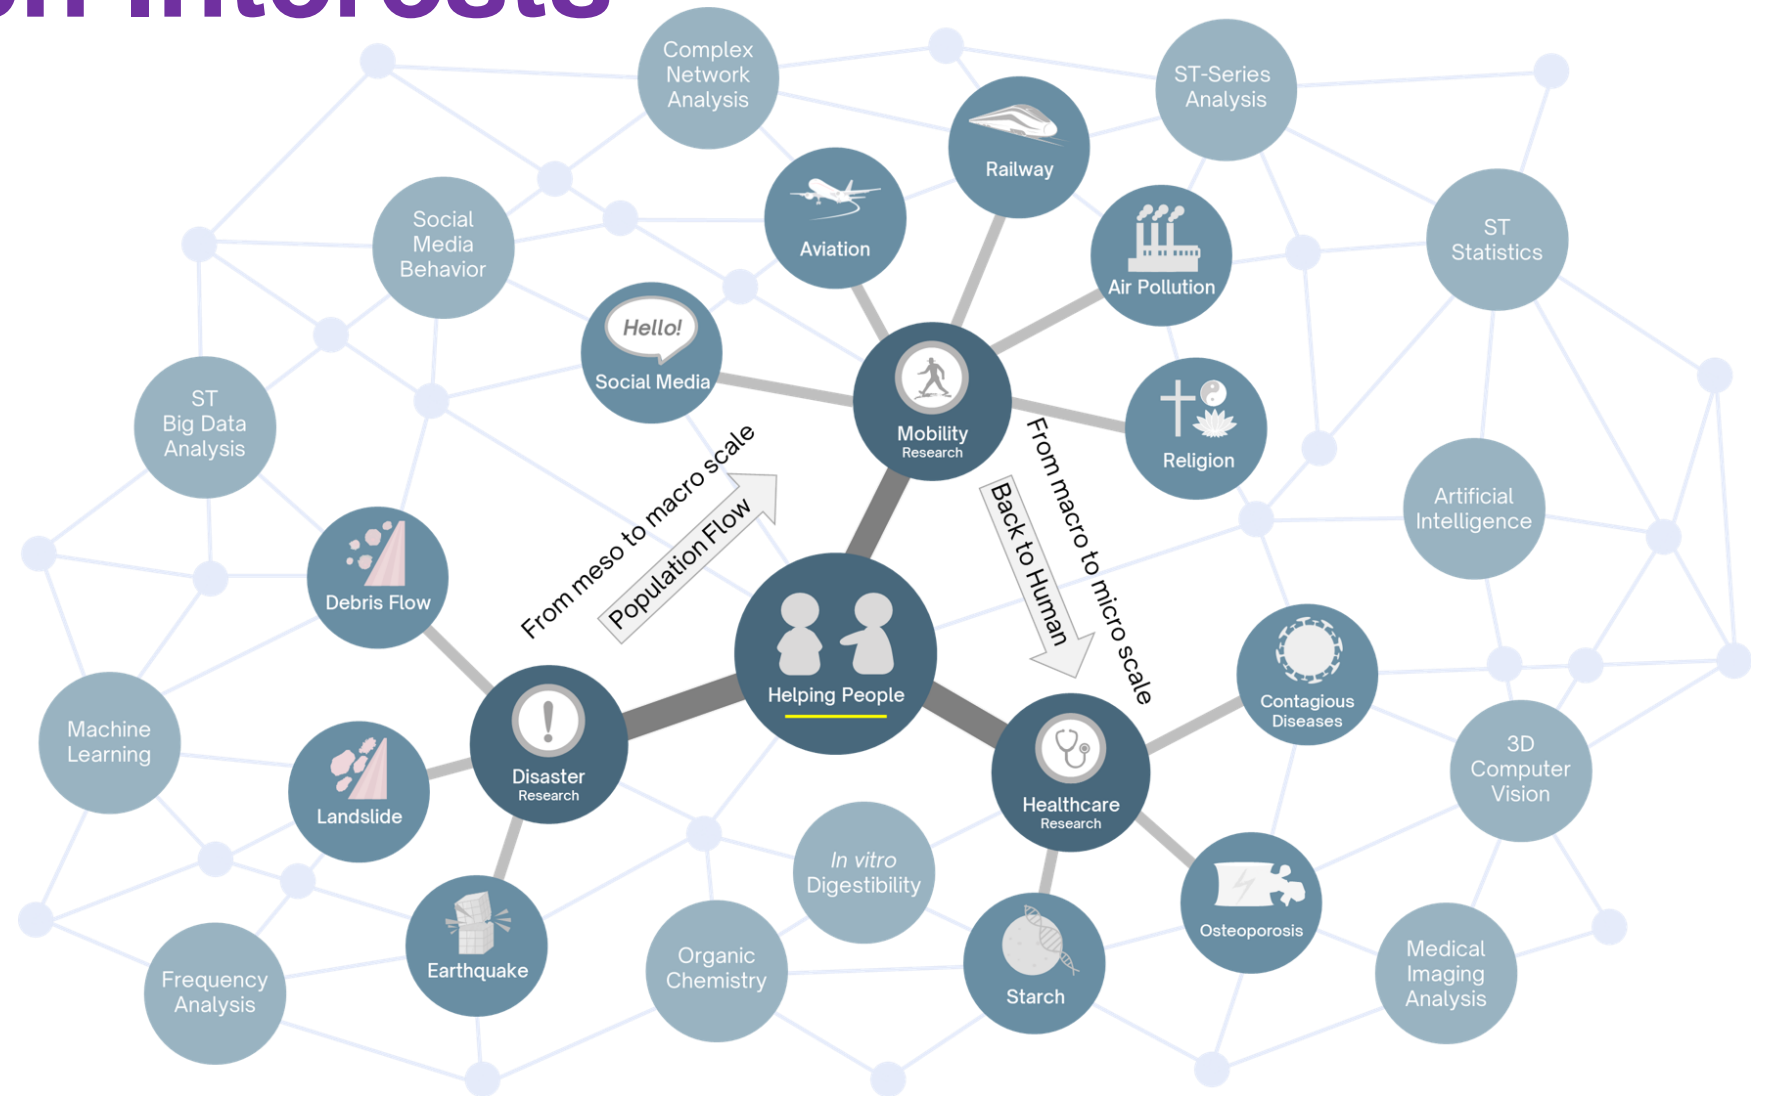 on Interests
Complex
Network
Analysis
ST-Series
Analysis
Railway
Social
Media
Behavior
Aviation
ST
Statistics
Air Pollution
Hello!
Social Media
ST
Big Data
Analysis
Mobility
Research
Religion
From meso to macro scale
Population Flow
From macro to micro scale
Back to Human
Artificial
Intelligence
Debris Flow
Helping People
Contagious
Diseases
Machine
Learning
Disaster
Research
Landslide
Healthcare
Research
3D
Computer
Vision
In vitro
Digestibility
Osteoporosis
Earthquake
Organic
Chemistry
Starch
Medical
Imaging
Analysis
Frequency
Analysis